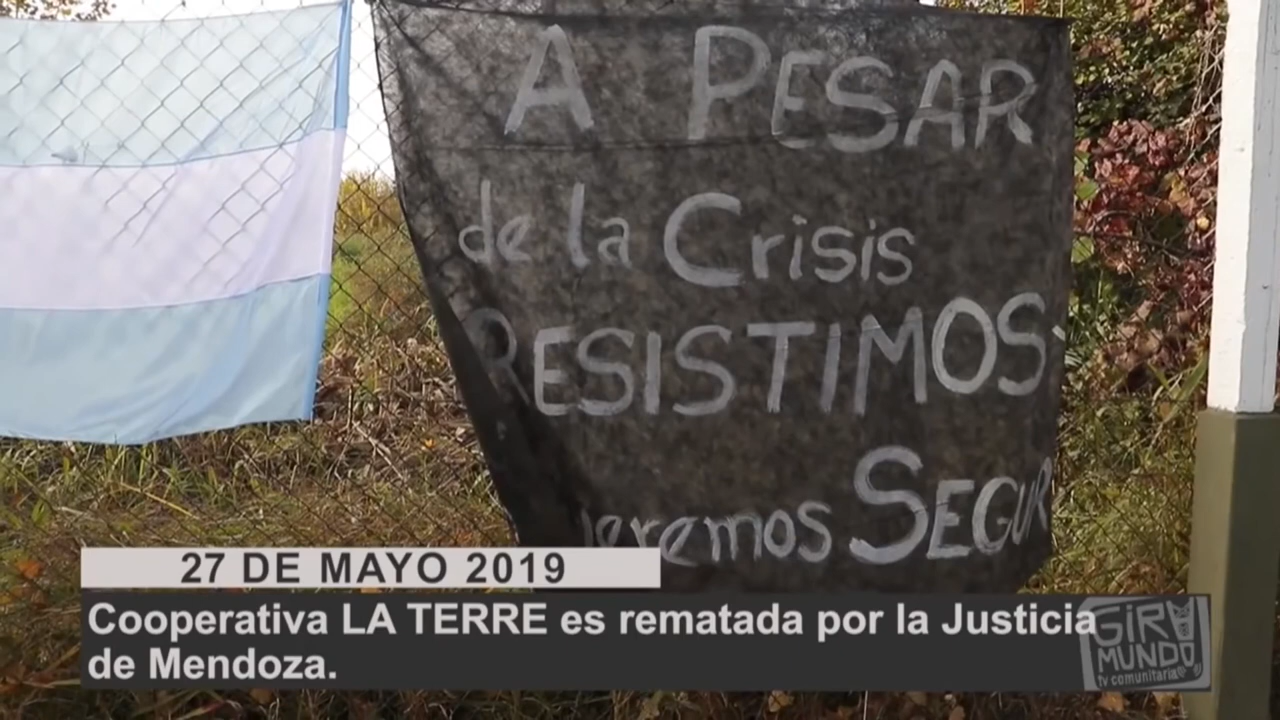 A PESAR
de la Crisis
RESISTIMOS
SEGUR
27 DE MAYO 2019
Cooperativa LA TERRE es rematada por la Justicia
de Mendoza.
GIRA
MUNDO
tv comunitaria